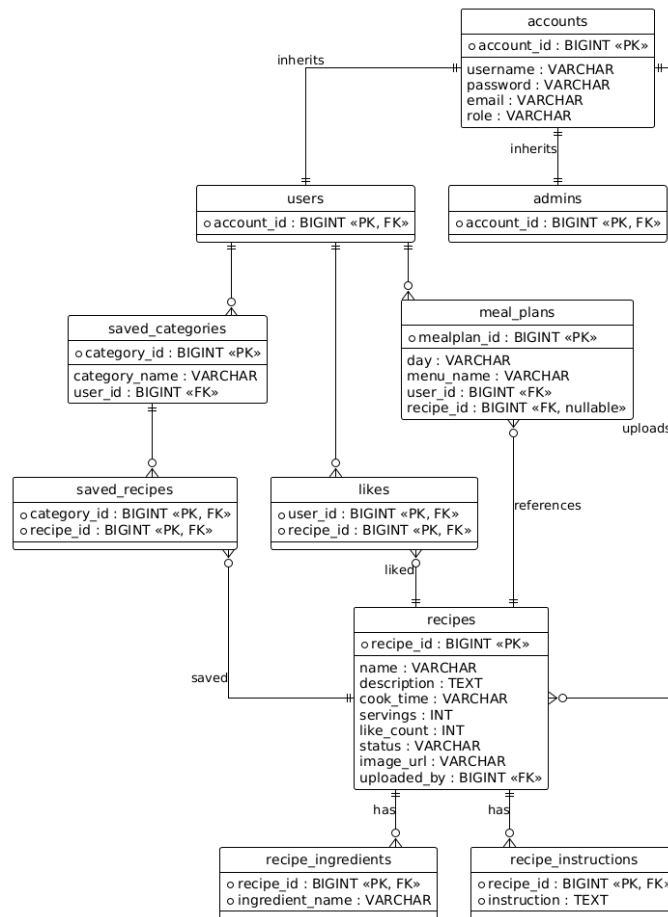 accounts
account_id : BIGINT «PK»
username : VARCHAR
password : VARCHAR
email : VARCHAR
role : VARCHAR
inherits
inherits
users
account_id : BIGINT «PK, FK»
admins
account_id : BIGINT «PK, FK»
saved_categories
category_id : BIGINT «PK»
category_name : VARCHAR
user_id : BIGINT «FK»
meal_plans
mealplan_id : BIGINT «PK»
day : VARCHAR
menu_name : VARCHAR
user_id : BIGINT «FK»
recipe_id : BIGINT «FK, nullable»
uploads
saved_recipes
category_id : BIGINT «PK, FK»
recipe_id : BIGINT «PK, FK»
likes
user_id : BIGINT «PK, FK»
recipe_id : BIGINT «PK, FK»
references
liked
recipes
recipe_id : BIGINT «PK»
name : VARCHAR
description : TEXT
cook_time : VARCHAR
servings : INT
like_count : INT
status : VARCHAR
image_url : VARCHAR
uploaded_by : BIGINT «FK»
saved
has
has
recipe_ingredients
recipe_id : BIGINT «PK, FK»
ingredient_name : VARCHAR
recipe_instructions
recipe_id : BIGINT «PK, FK»
instruction : TEXT